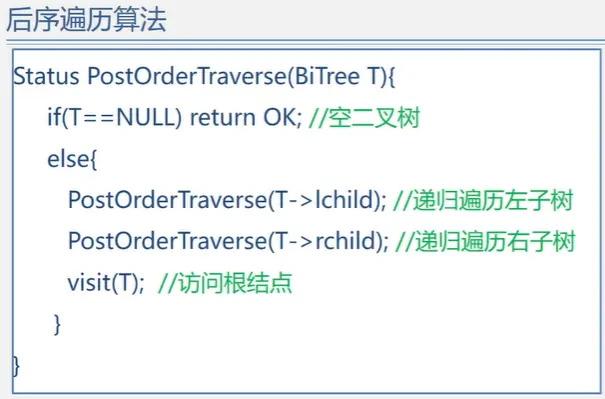 后序遍历算法
Status PostOrderTraverse(BiTree T){
if(T==NULL) return OK; //空二叉树
else{
PostOrderTraverse(T->lchild); //递归遍历左子树
PostOrderTraverse(T->rchild); //递归遍历右子树
visit(T); //访问根结点
}
}